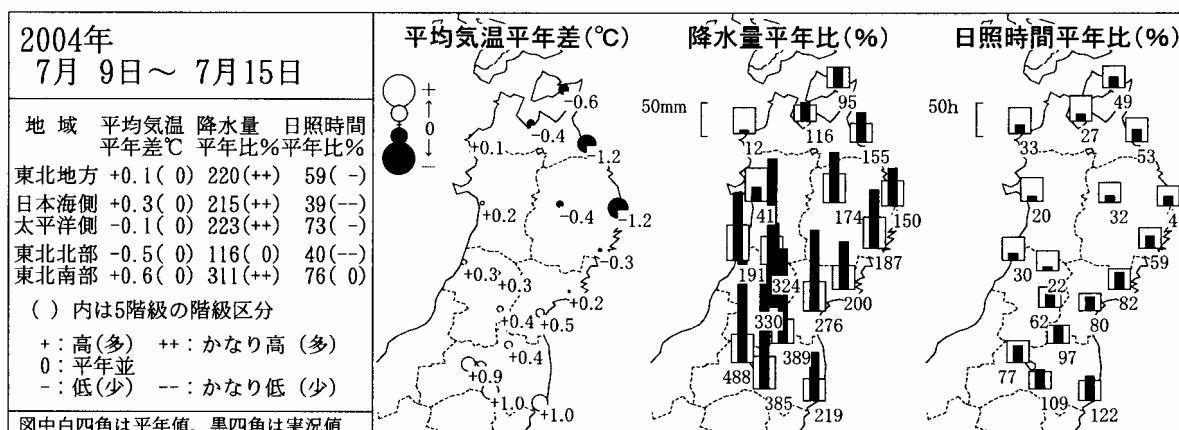 2004年
7月 9日～ 7月15日
地 域 平均気温 降水量 日照時間
平年差℃ 平年比% 平年比%
東北地方 +0.1( 0) 220(++) 59( -)
日本海側 +0.3( 0) 215(++) 39(--)
太平洋側 -0.1( 0) 223(++) 73( -)
東北北部 -0.5( 0) 116( 0) 40(--)
東北南部 +0.6( 0) 311(++) 76( 0)
( ) 内は5階級の階級区分
+：高(多) ++：かなり高 (多)
0：平年並
-：低(少) --：かなり低 (少)
図中白四角は平年値、黒四角は実況値
平均気温平年差(℃)
+
↑
0
↓
-
-0.6
-0.4
+0.1
-1.2
+0.2
-0.4
-1.2
-0.3
+0.3
+0.3
+0.2
+0.4
+0.5
+0.4
+0.9
+1.0
+1.0
降水量平年比(%)
50mm
95
116
12
155
41
174
150
187
191
324
200
330
276
389
488
385
219
日照時間平年比(%)
50h
49
27
33
53
20
32
30
59
22
82
62
80
97
77
109
122